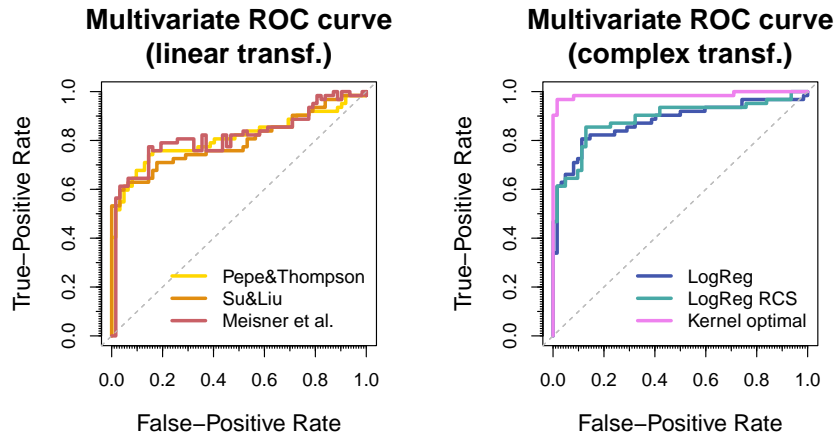 Multivariate ROC curve
(linear transf.)
True−Positive Rate
1.0
0.8
0.6
0.4
0.2
0.0
Pepe&Thompson
Su&Liu
Meisner et al.
0.0 0.2 0.4 0.6 0.8 1.0
False−Positive Rate
Multivariate ROC curve
(complex transf.)
True−Positive Rate
1.0
0.8
0.6
0.4
0.2
0.0
LogReg
LogReg RCS
Kernel optimal
0.0 0.2 0.4 0.6 0.8 1.0
False−Positive Rate